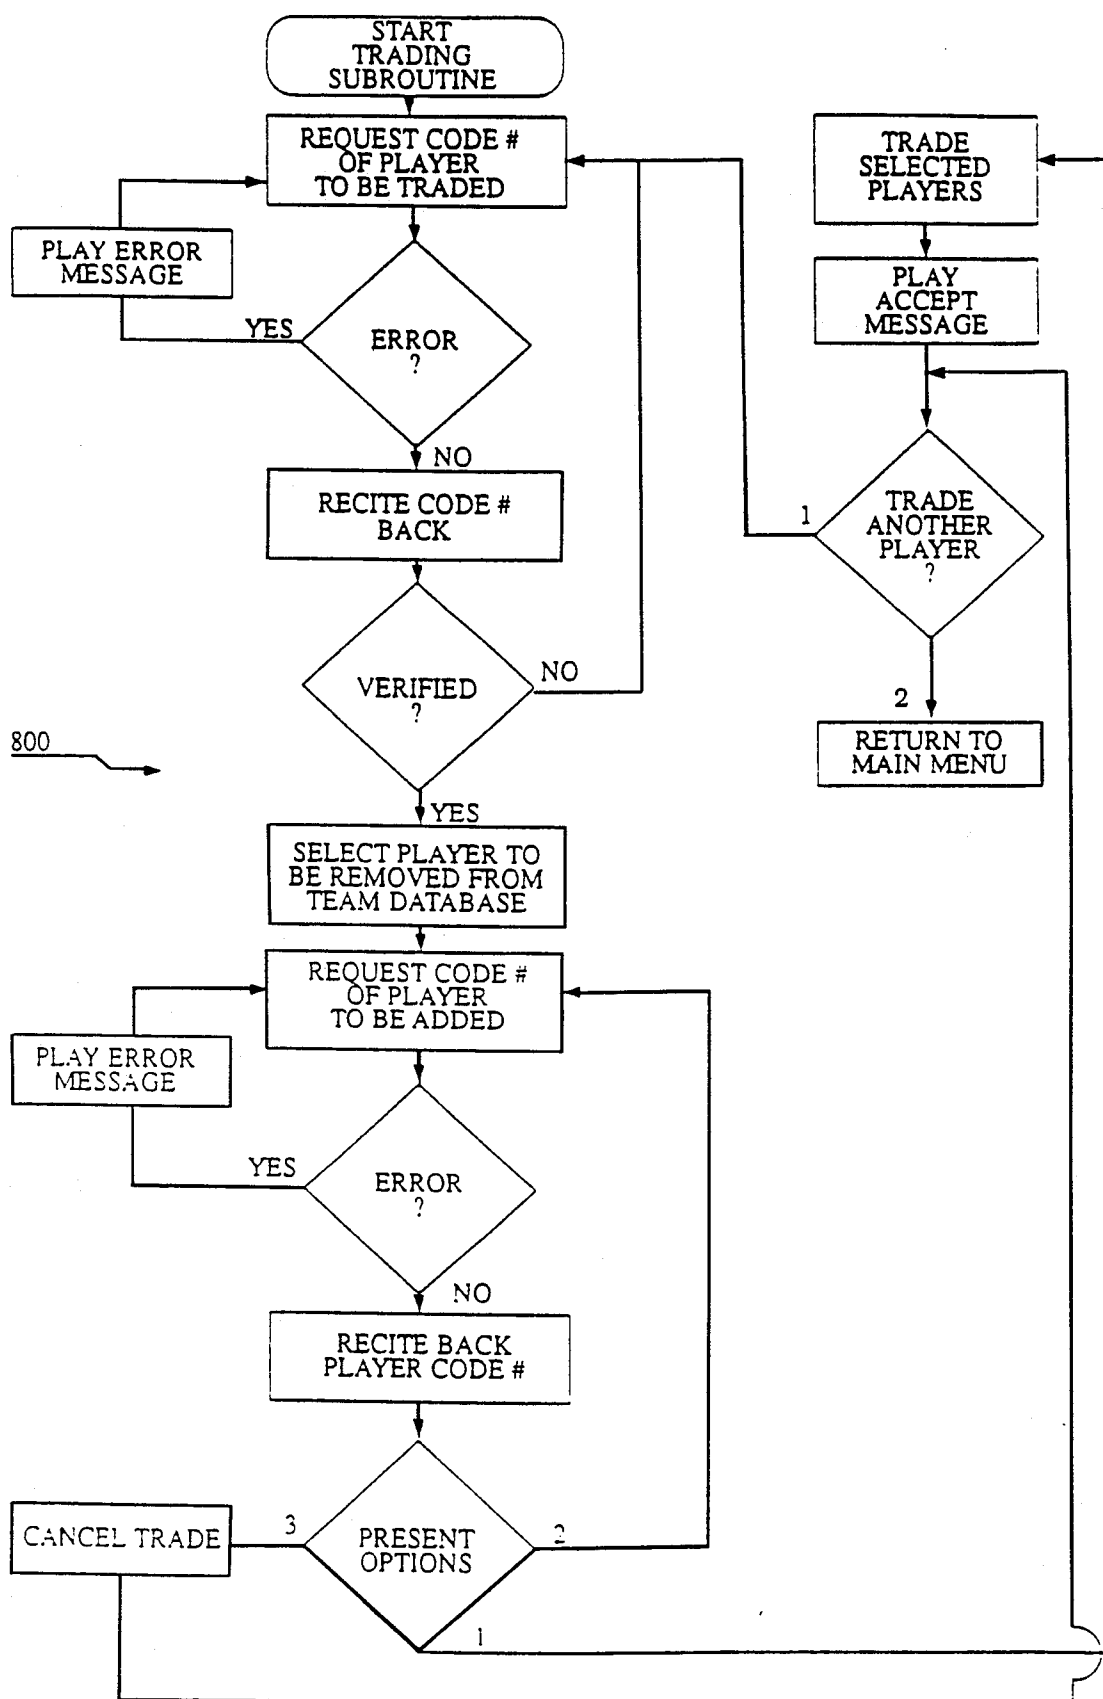 START
TRADING
SUBROUTINE
REQUEST CODE #
OF PLAYER
TO BE TRADED
PLAY ERROR
MESSAGE
YES
ERROR
?
NO
RECITE CODE #
BACK
VERIFIED
?
NO
800
YES
SELECT PLAYER TO
BE REMOVED FROM
TEAM DATABASE
REQUEST CODE #
OF PLAYER
TO BE ADDED
PLAY ERROR
MESSAGE
YES
ERROR
?
NO
RECITE BACK
PLAYER CODE #
CANCEL TRADE
3
PRESENT
OPTIONS
2
1
TRADE
SELECTED
PLAYERS
PLAY
ACCEPT
MESSAGE
1
TRADE
ANOTHER
PLAYER
?
2
RETURN TO
MAIN MENU